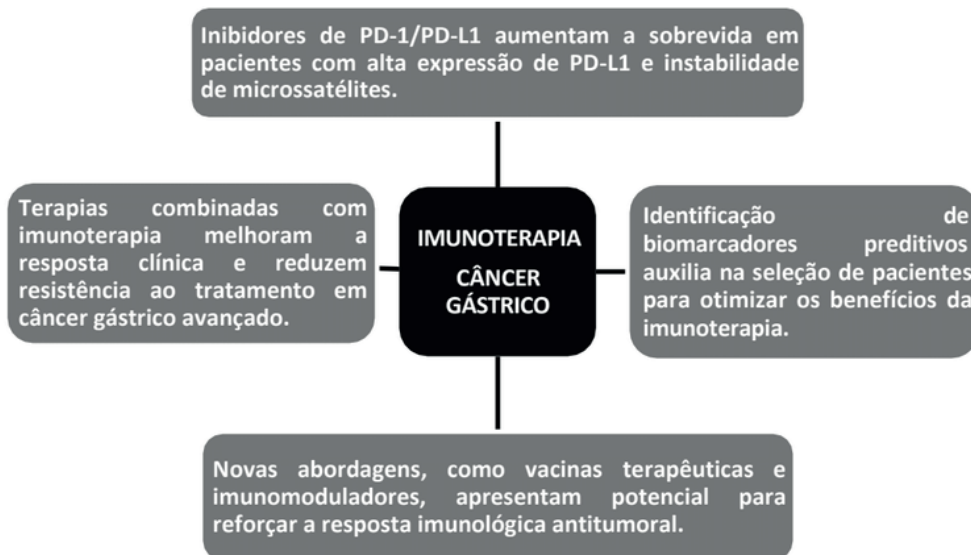 Inibidores de PD-1/PD-L1 aumentam a sobrevida em
pacientes com alta expressão de PD-L1 e instabilidade
de microssatélites.
Terapias combinadas com
imunoterapia melhoram a
resposta clínica e reduzem
resistência ao tratamento em
câncer gástrico avançado.
IMUNOTERAPIA
CÂNCER
GÁSTRICO
Identificação de
biomarcadores preditivos
auxilia na seleção de pacientes
para otimizar os benefícios da
imunoterapia.
Novas abordagens, como vacinas terapêuticas e
imunomoduladores, apresentam potencial para
reforçar a resposta imunológica antitumoral.